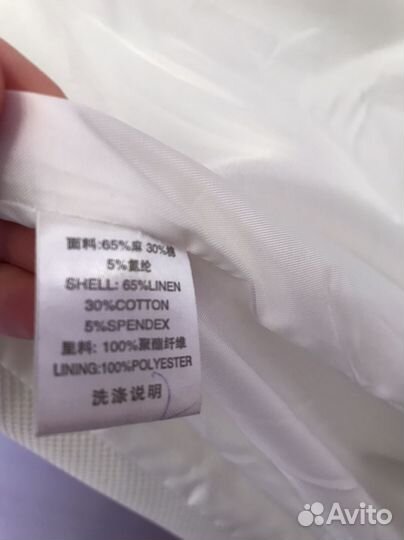 面料:65%麻 30%棉
5%氨纶
SHELL: 65%LINEN
30%COTTON
5%SPENDEX
里料: 100%聚酯纤维
LINING:100%POLYESTER
洗涤说明
Avito